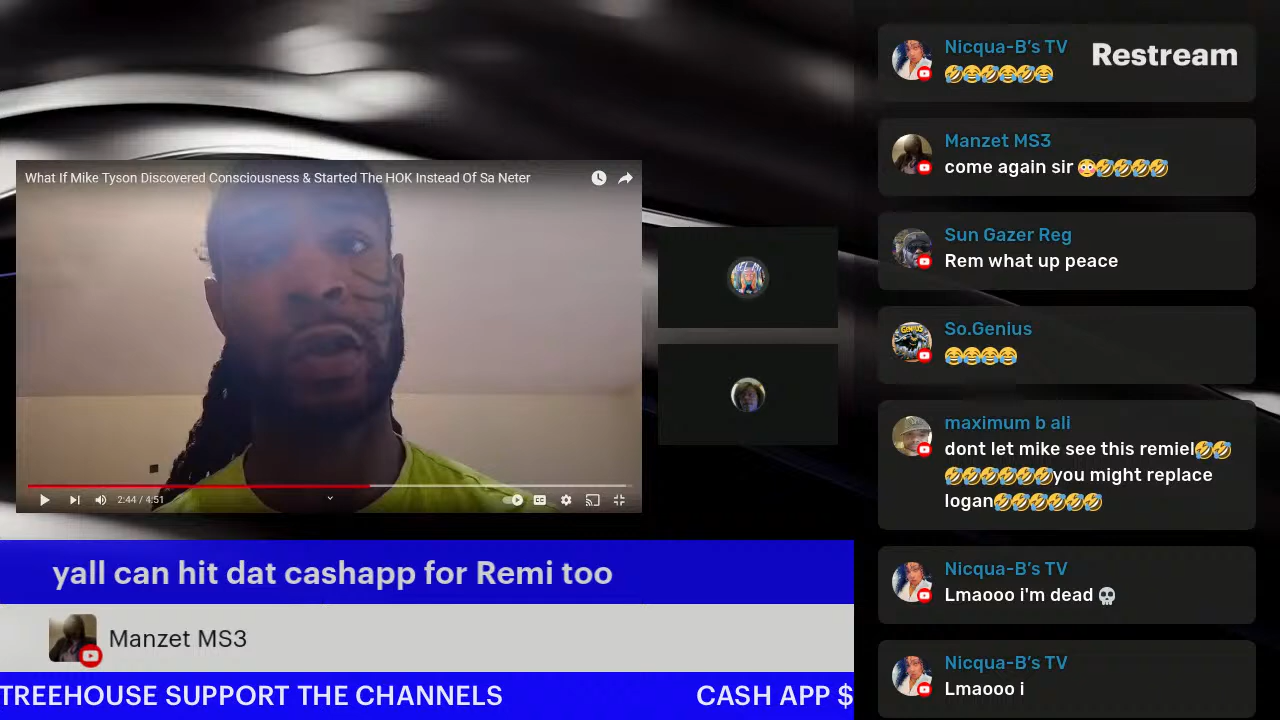 What If Mike Tyson Discovered Consciousness & Started The HOK Instead Of Sa Neter
2:44 / 4:51
CC
yall can hit dat cashapp for Remi too
Manzet MS3
TREEHOUSE SUPPORT THE CHANNELS CASH APP $
Restream
Nicqua-B's TV
🤣😂🤣😂🤣😂
Manzet MS3
come again sir 😳🤣🤣🤣🤣
Sun Gazer Reg
Rem what up peace
So.Genius
😂😂😂😂
maximum b ali
dont let mike see this remiel🤣🤣
🤣🤣🤣🤣🤣🤣you might replace
logan🤣🤣🤣🤣🤣🤣
Nicqua-B's TV
Lmaooo i'm dead 💀
Nicqua-B's TV
Lmaooo i